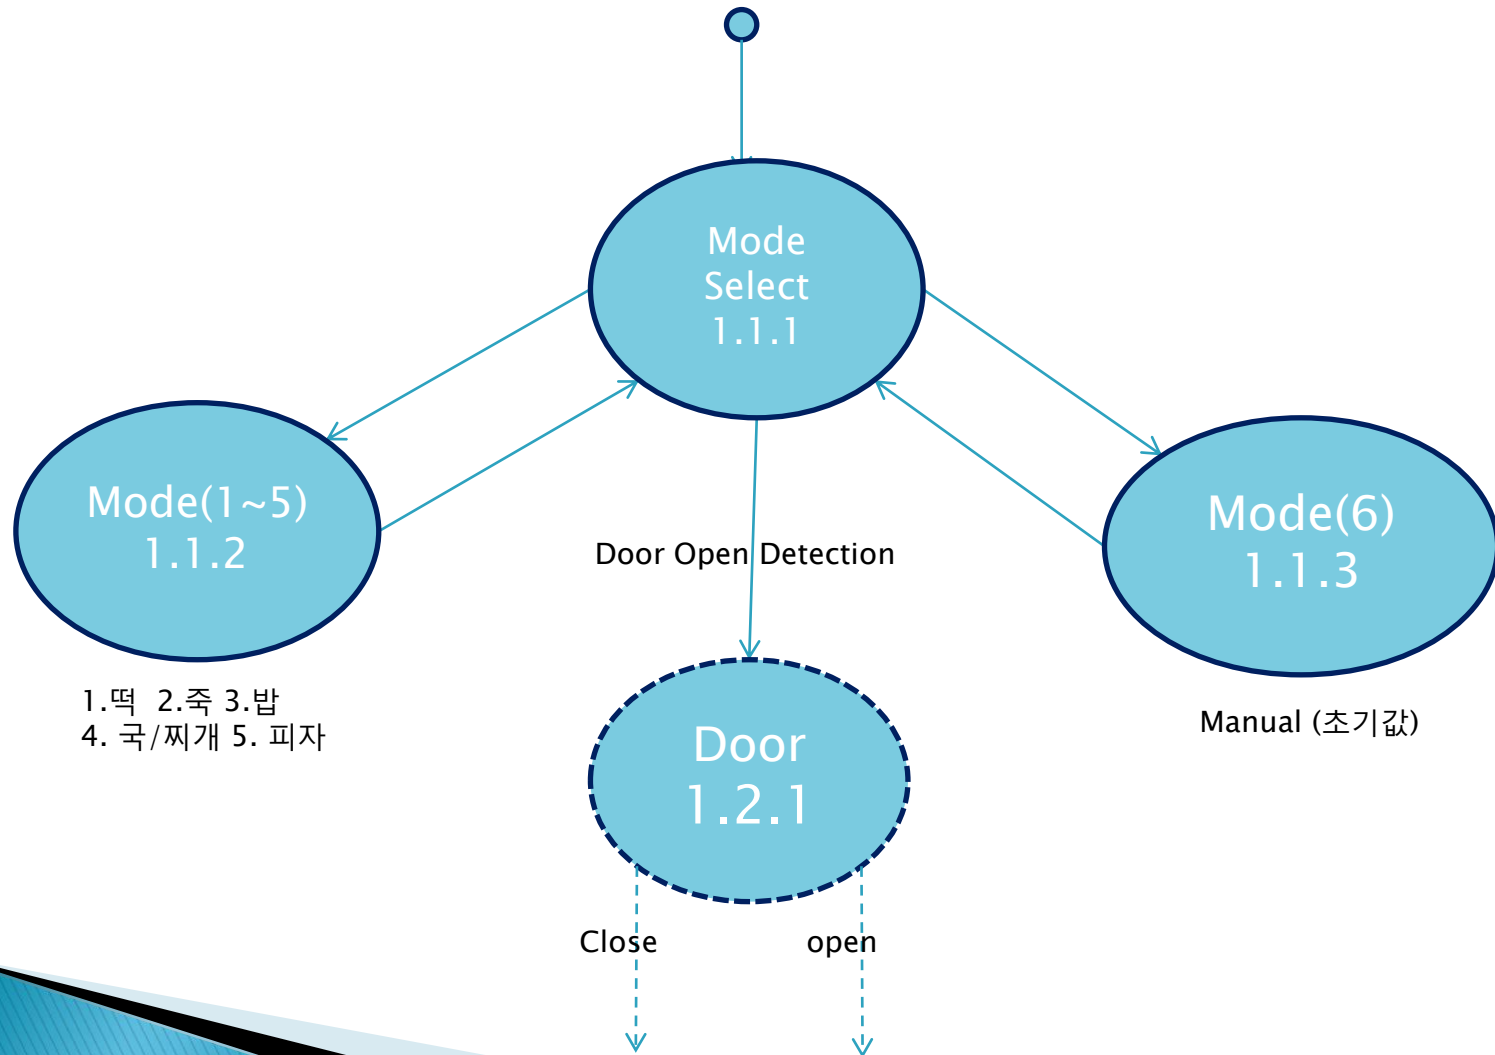 Mode
Select
1.1.1
Mode(1~5)
1.1.2
Mode(6)
1.1.3
Door Open Detection
1.떡 2.죽 3.밥
4. 국/찌개 5. 피자
Manual (초기값)
Door
1.2.1
Close
open